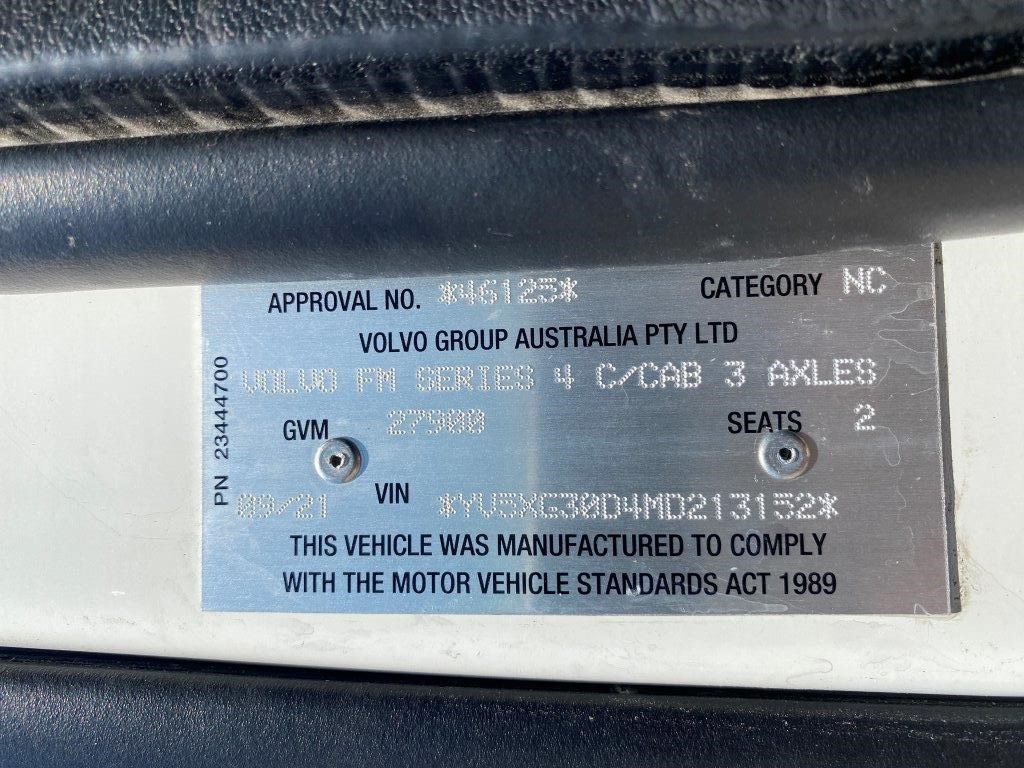 APPROVAL NO. *46125* CATEGORY NC
VOLVO GROUP AUSTRALIA PTY LTD
VOLVO FM SERIES 4 C/CAB 3 AXLES
GVM 27900 SEATS 2
09/21 VIN *YV5XG30D4MD213152*
THIS VEHICLE WAS MANUFACTURED TO COMPLY
WITH THE MOTOR VEHICLE STANDARDS ACT 1989
PN 23444700